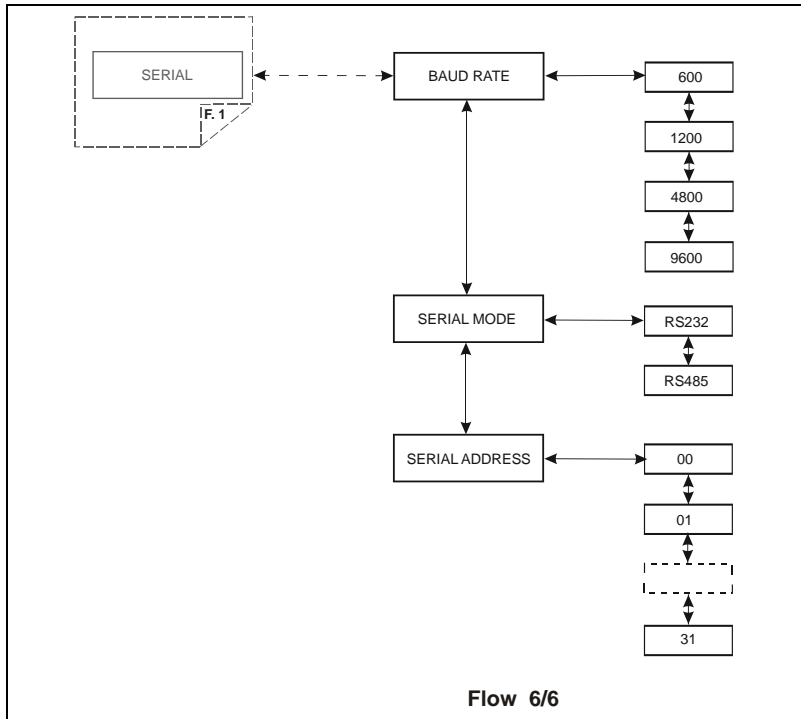 SERIAL
F. 1
BAUD RATE
600
1200
4800
9600
SERIAL MODE
RS232
RS485
SERIAL ADDRESS
00
01
31
Flow 6/6